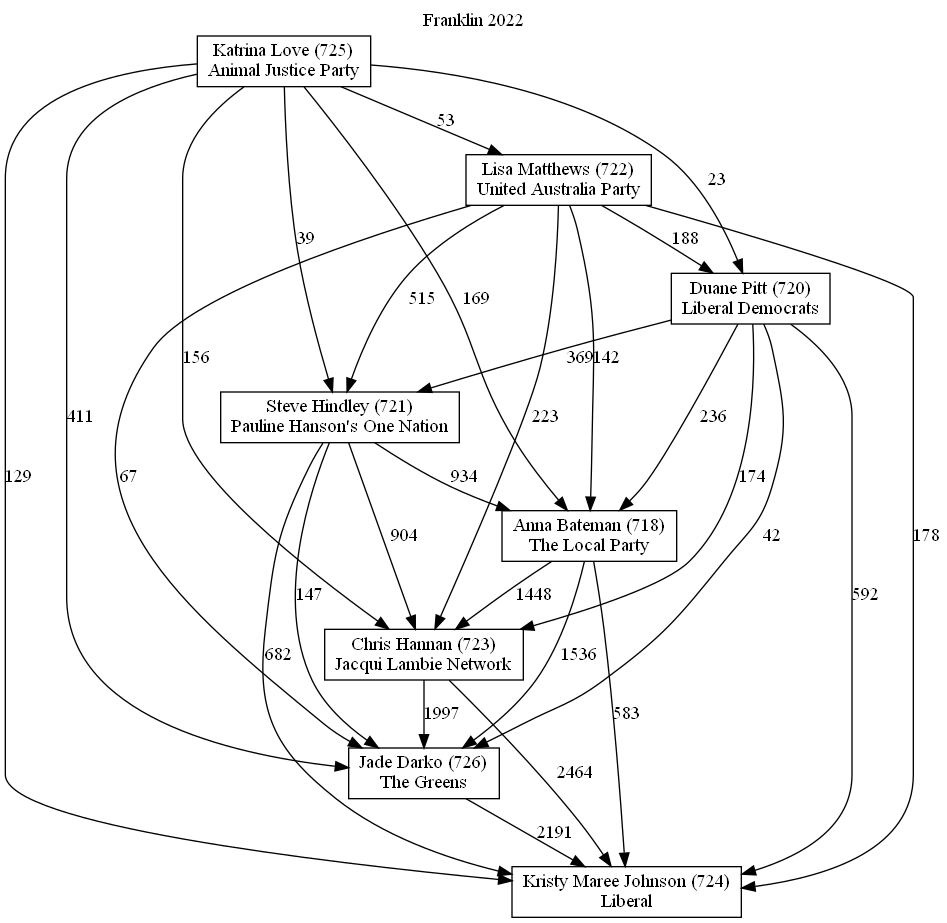 Franklin 2022
Katrina Love (725)
Animal Justice Party
53
Lisa Matthews (722)
United Australia Party
23
39
188
Duane Pitt (720)
Liberal Democrats
515
169
156
369
142
Steve Hindley (721)
Pauline Hanson's One Nation
411
223
236
129
67
934
174
Anna Bateman (718)
The Local Party
904
42
178
147
1448
592
Chris Hannan (723)
Jacqui Lambie Network
682
1536
1997
583
Jade Darko (726)
The Greens
2464
2191
Kristy Maree Johnson (724)
Liberal